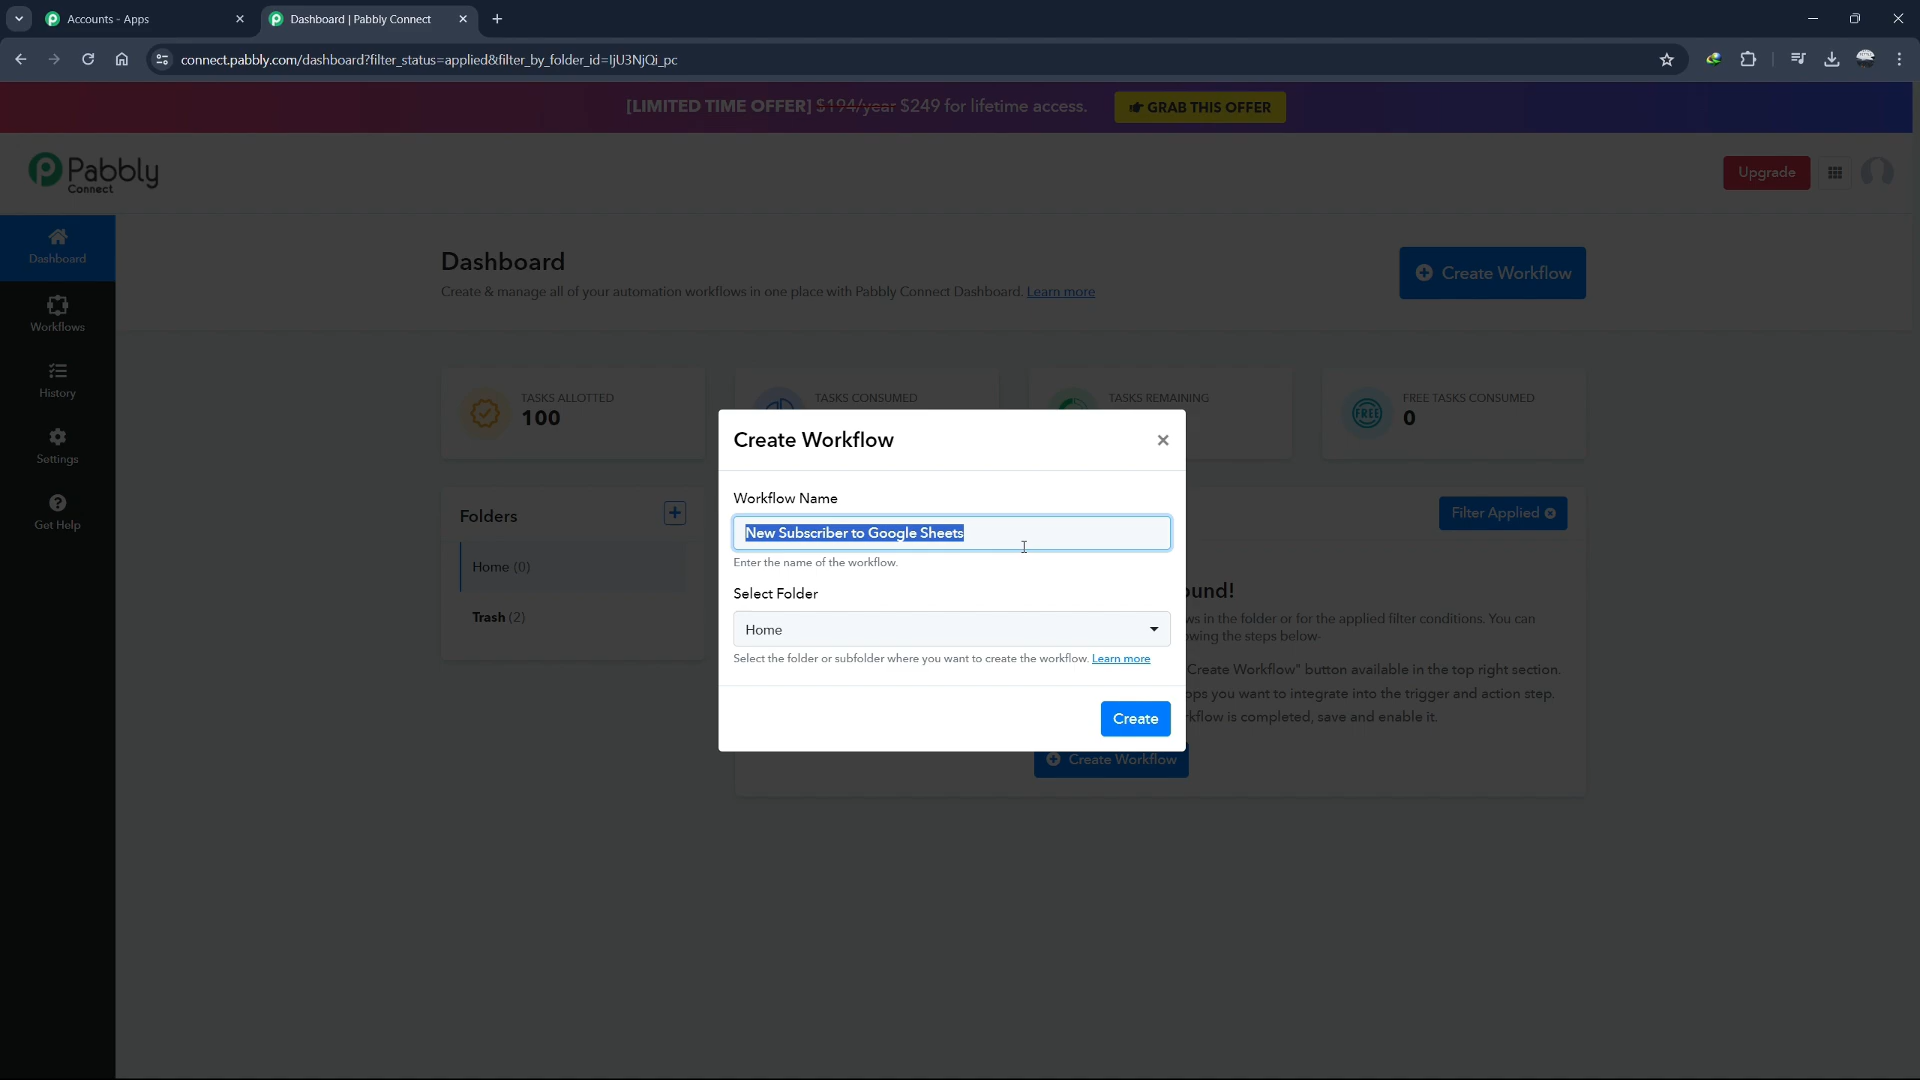 Accounts - Apps
Dashboard | Pabbly Connect
connect.pabbly.com/dashboard?filter_status=applied&filter_by_folder_id=IjU3NjQi_pc
[LIMITED TIME OFFER] $194/year $249 for lifetime access.
GRAB THIS OFFER
Pabbly
Connect
Upgrade
Dashboard
Workflows
History
Settings
Get Help
Dashboard
Create & manage all of your automation workflows in one place with Pabbly Connect Dashboard. Learn more
Create Workflow
TASKS ALLOTTED
100
TASKS CONSUMED
TASKS REMAINING
FREE
FREE TASKS CONSUMED
0
Folders
Home (0)
Trash (2)
Filter Applied
Create Workflow
Workflow Name
New Subscriber to Google Sheets
Enter the name of the workflow.
Select Folder
Home
Select the folder or subfolder where you want to create the workflow. Learn more
Create
ound!
ws in the folder or for the applied filter conditions. You can
owing the steps below-
Create Workflow" button available in the top right section.
ops you want to integrate into the trigger and action step.
rkflow is completed, save and enable it.
Create Workflow